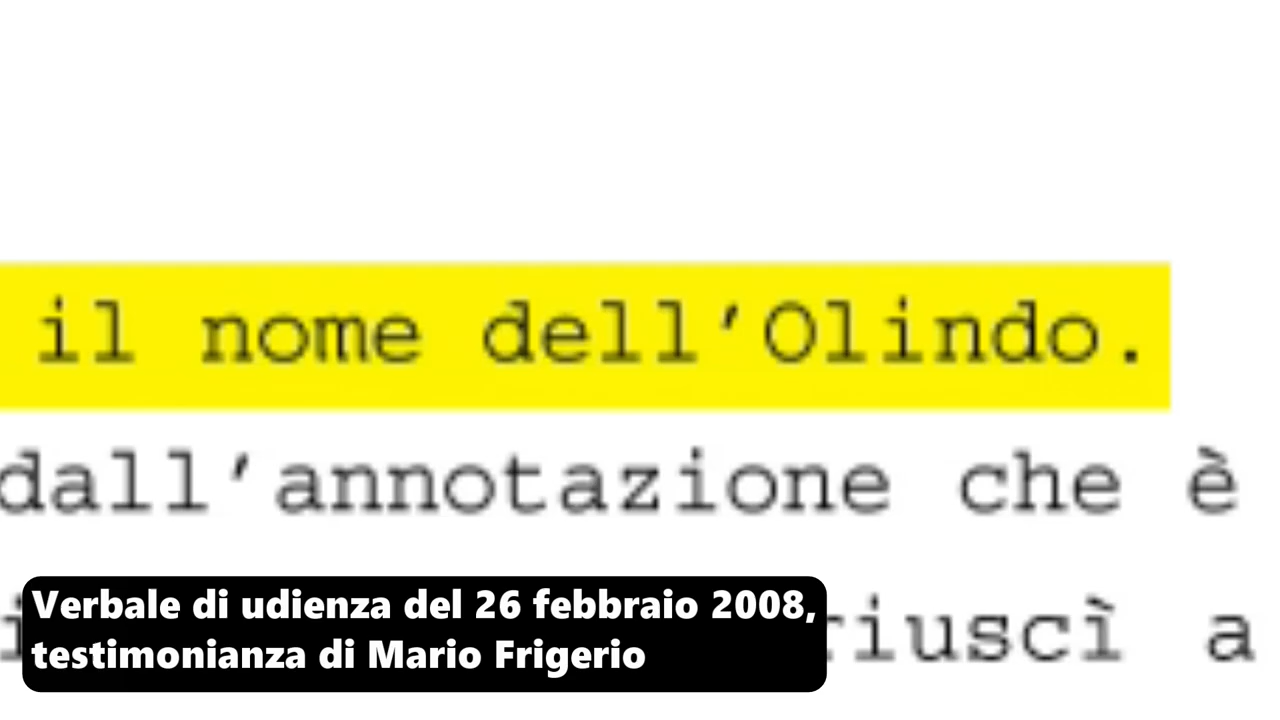 il nome dell'Olindo.
dall'annotazione che è
riuscì a
Verbale di udienza del 26 febbraio 2008,
testimonianza di Mario Frigerio